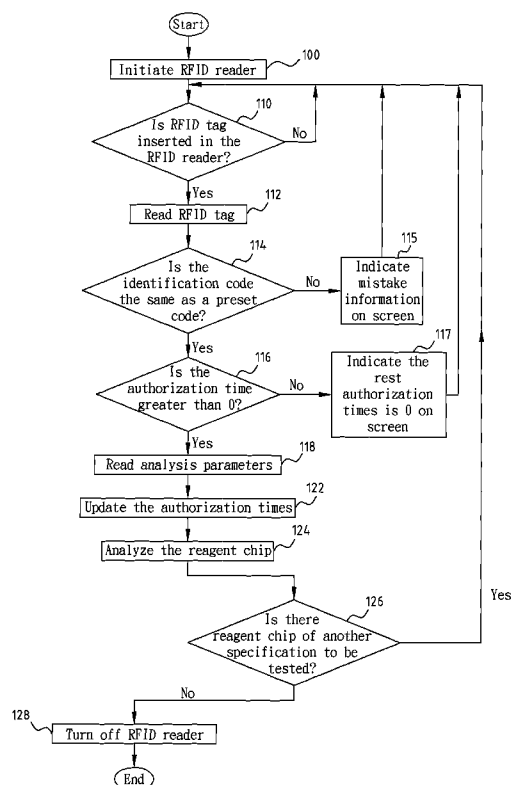 Start
Initiate RFID reader
100
Is RFID tag
inserted in the
RFID reader?
110
No
Yes
Read RFID tag
112
Is the
identification code
the same as a preset
code?
114
No
Indicate
mistake
information
on screen
115
Yes
Is the
authorization time
greater than 0?
116
No
Indicate the
rest
authorization
times is 0 on
screen
117
Yes
Read analysis parameters
118
Update the authorization times
122
Analyze the reagent chip
124
Is there
reagent chip of another
specification to be
tested?
126
Yes
No
Turn off RFID reader
128
End